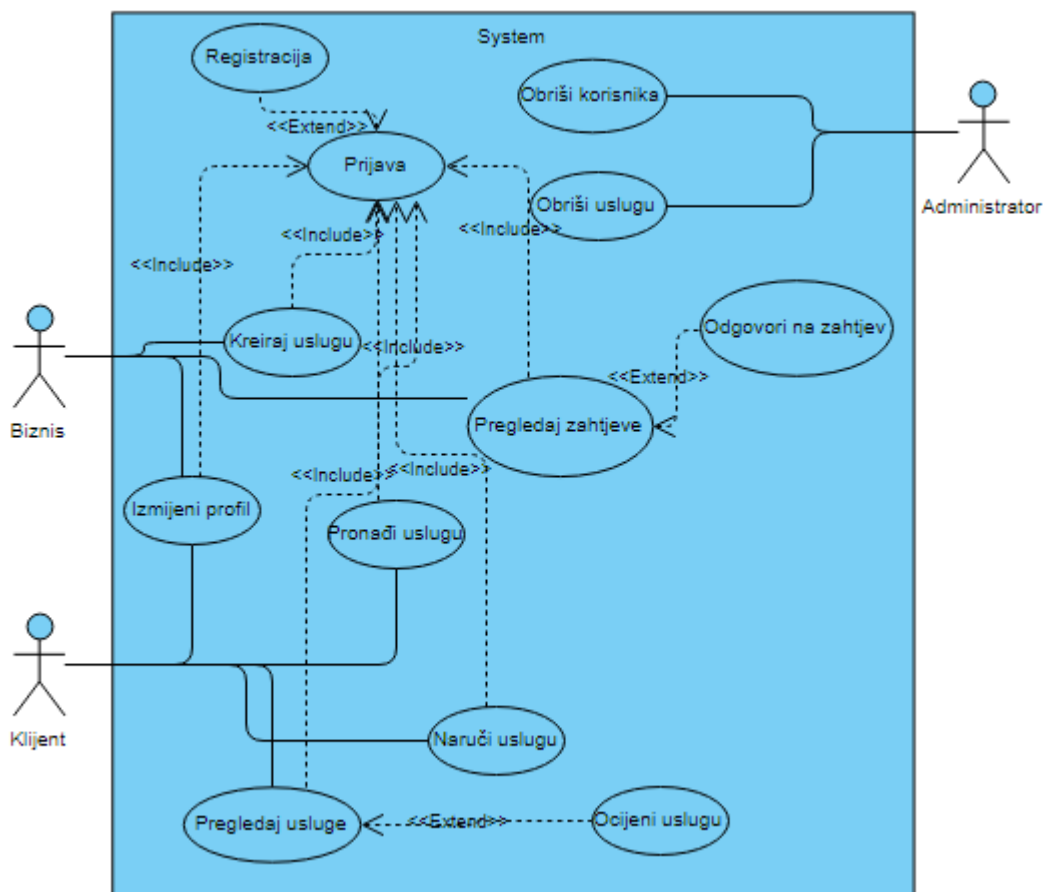 System
Registracija
Obriši korisnika
<<Extend>>
Prijava
Obriši uslugu
Administrator
<<Include>>
<<Include>>
<<Include>>
Kreiraj uslugu
<<Include>>
Odgovori na zahtjev
<<Extend>>
Biznis
Pregledaj zahtjeve
<<Include>>
<<Include>>
Izmijeni profil
Pronađi uslugu
Klijent
Naruči uslugu
Pregledaj usluge
<<Extend>>
Ocijeni uslugu